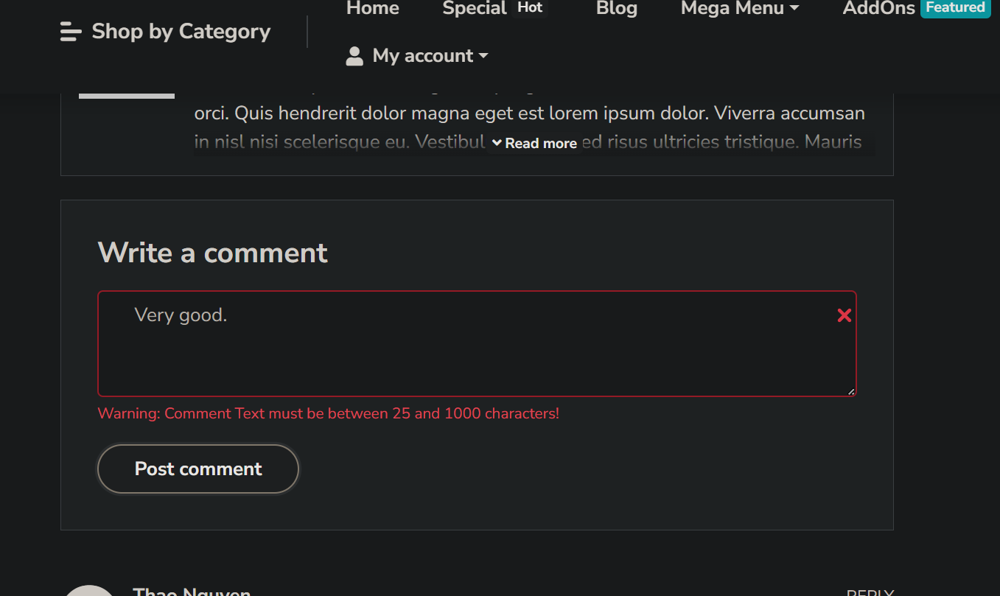 Home Special Hot Blog Mega Menu AddOns Featured
Shop by Category
My account
orci. Quis hendrerit dolor magna eget est lorem ipsum dolor. Viverra accumsan
in nisl nisi scelerisque eu. Vestibul Read more ed risus ultricies tristique. Mauris
Write a comment
Very good.
Warning: Comment Text must be between 25 and 1000 characters!
Post comment
Thao Nguyen REPLY